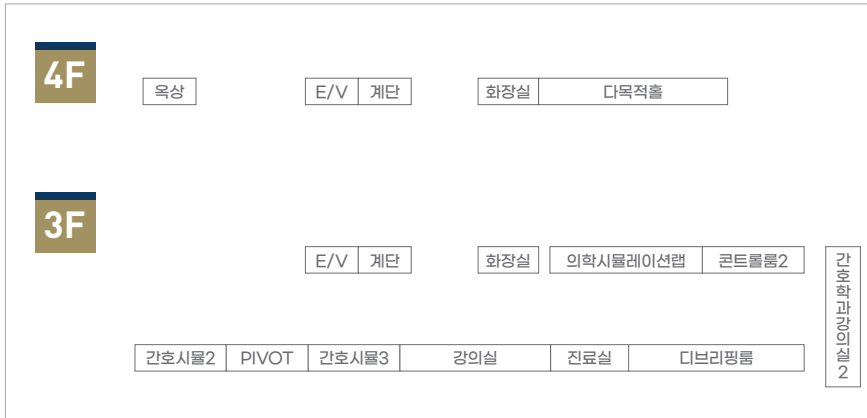 4F
옥상
E/V 계단
화장실 다목적홀
3F
E/V 계단
화장실
의학시뮬레이션랩 콘트롤룸2
간호학과강의실2
간호시뮬2 PIVOT 간호시뮬3 강의실 진료실 디브리핑룸